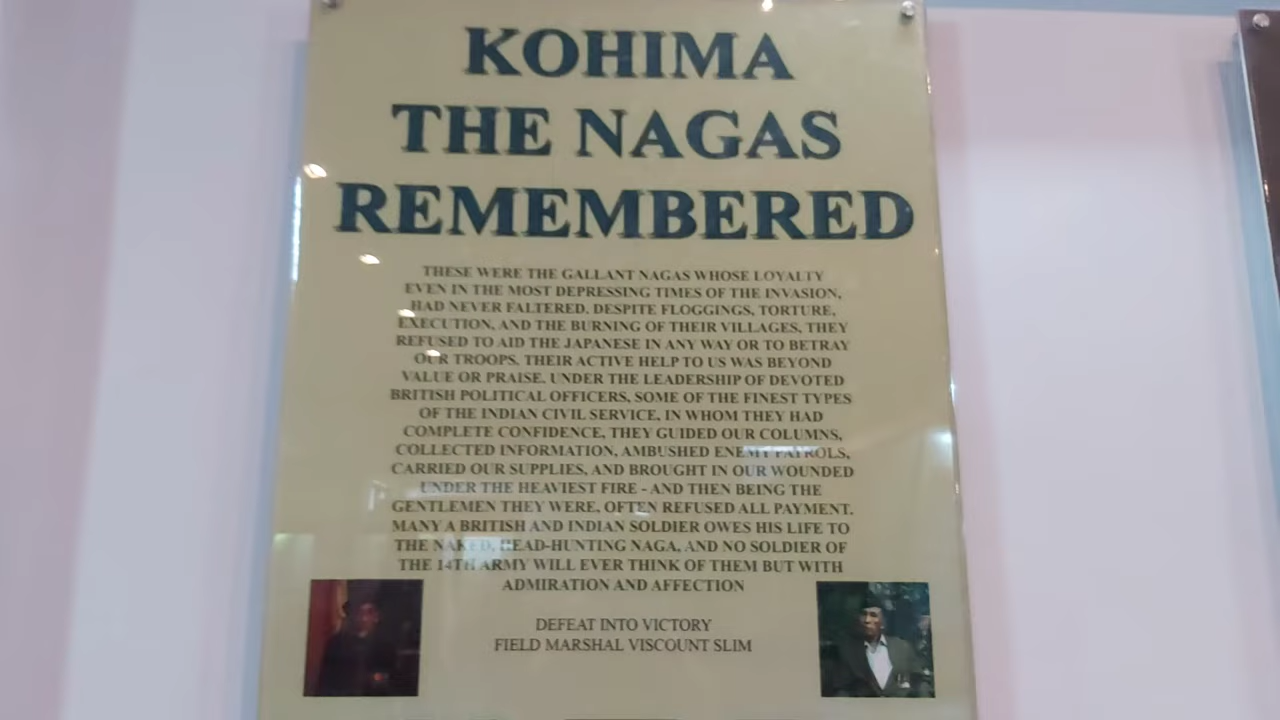 KOHIMA
THE NAGAS
REMEMBERED
THESE WERE THE GALLANT NAGAS WHOSE LOYALTY
EVEN IN THE MOST DEPRESSING TIMES OF THE INVASION,
HAD NEVER FALTERED. DESPITE FLOGGINGS, TORTURE,
EXECUTION, AND THE BURNING OF THEIR VILLAGES, THEY
REFUSED TO AID THE JAPANESE IN ANY WAY OR TO BETRAY
OUR TROOPS. THEIR ACTIVE HELP TO US WAS BEYOND
VALUE OR PRAISE. UNDER THE LEADERSHIP OF DEVOTED
BRITISH POLITICAL OFFICERS, SOME OF THE FINEST TYPES
OF THE INDIAN CIVIL SERVICE, IN WHOM THEY HAD
COMPLETE CONFIDENCE, THEY GUIDED OUR COLUMNS,
COLLECTED INFORMATION, AMBUSHED ENEMY PATROLS,
CARRIED OUR SUPPLIES, AND BROUGHT IN OUR WOUNDED
UNDER THE HEAVIEST FIRE - AND THEN BEING THE
GENTLEMEN THEY WERE, OFTEN REFUSED ALL PAYMENT.
MANY A BRITISH AND INDIAN SOLDIER OWES HIS LIFE TO
THE NAKED, HEAD-HUNTING NAGA, AND NO SOLDIER OF
THE 14TH ARMY WILL EVER THINK OF THEM BUT WITH
ADMIRATION AND AFFECTION
DEFEAT INTO VICTORY
FIELD MARSHAL VISCOUNT SLIM